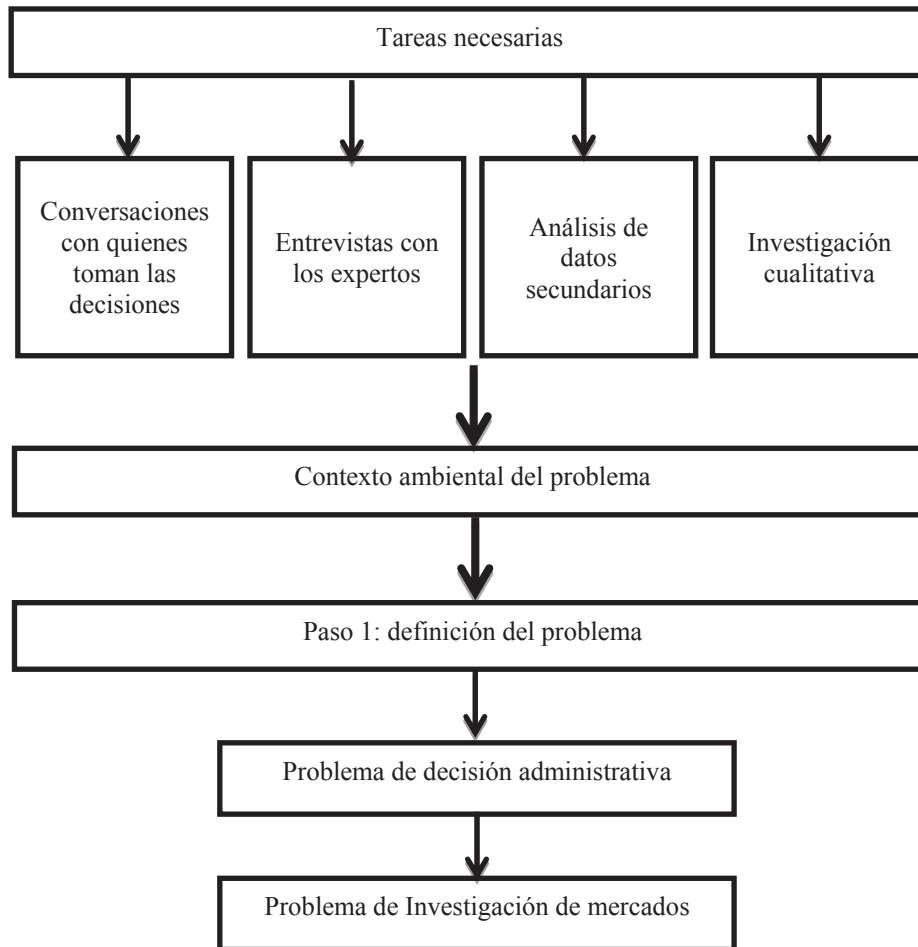 Tareas necesarias
Conversaciones
con quienes
toman las
decisiones
Entrevistas con
los expertos
Análisis de
datos
secundarios
Investigación
cualitativa
Contexto ambiental del problema
Paso 1: definición del problema
Problema de decisión administrativa
Problema de Investigación de mercados